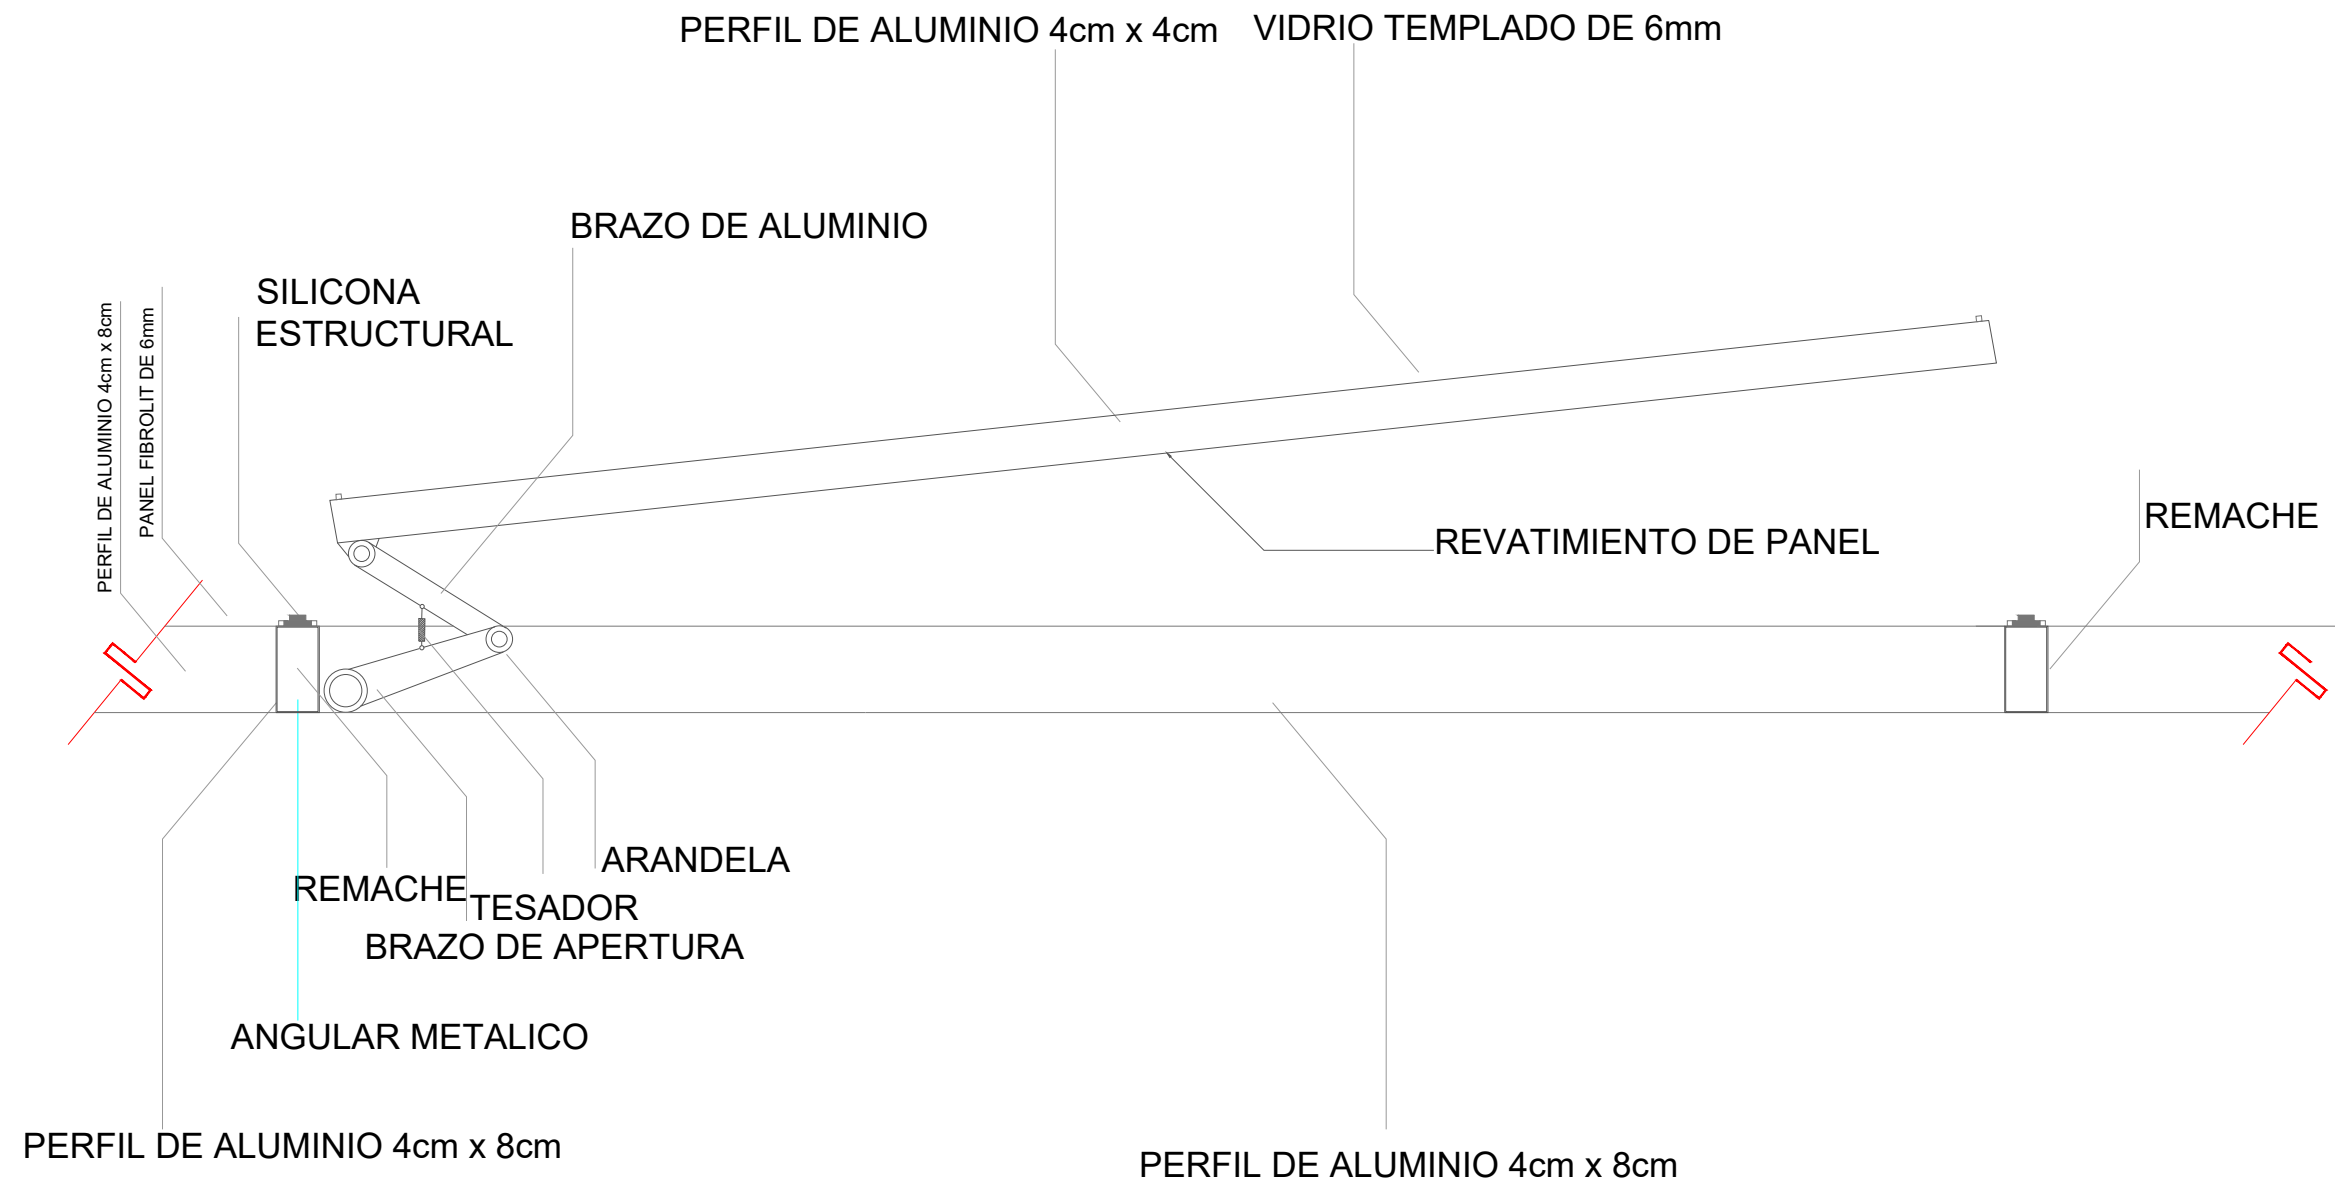 PERFIL DE ALUMINIO 4cm x 4cm
VIDRIO TEMPLADO DE 6mm
BRAZO DE ALUMINIO
SILICONA
ESTRUCTURAL
PERFIL DE ALUMINIO 4cm x 8cm
PANEL FIBROLIT DE 6mm
REMACHE
REVATIMIENTO DE PANEL
ARANDELA
REMACHE
TESADOR
BRAZO DE APERTURA
ANGULAR METALICO
PERFIL DE ALUMINIO 4cm x 8cm
PERFIL DE ALUMINIO 4cm x 8cm